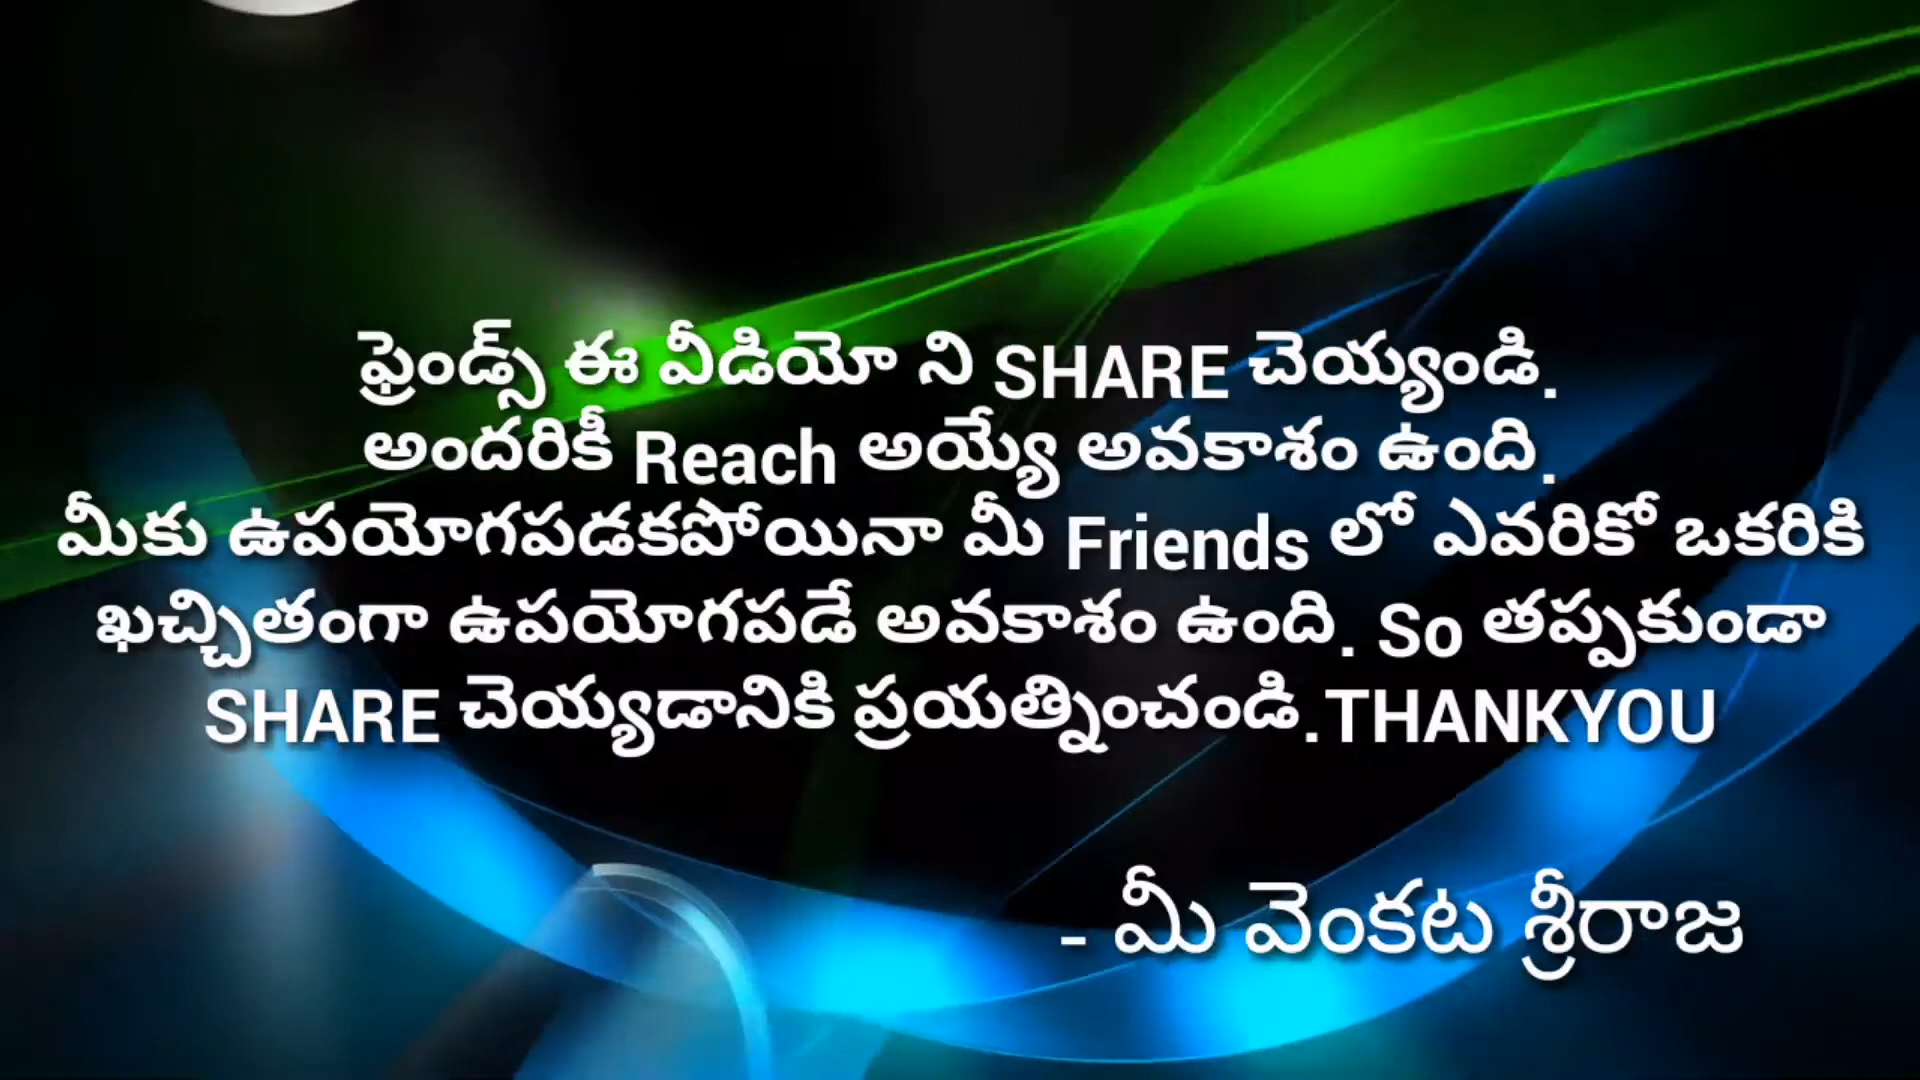 ఫ్రెండ్స్ ఈ వీడియో ని SHARE చెయ్యండి.
అందరికీ Reach అయ్యే అవకాశం ఉంది.
మీకు ఉపయోగపడకపోయినా మీ Friends లో ఎవరికో ఒకరికి
ఖచ్చితంగా ఉపయోగపడే అవకాశం ఉంది. So తప్పకుండా
SHARE చెయ్యడానికి ప్రయత్నించండి.THANKYOU
- మీ వెంకట శ్రీరాజ